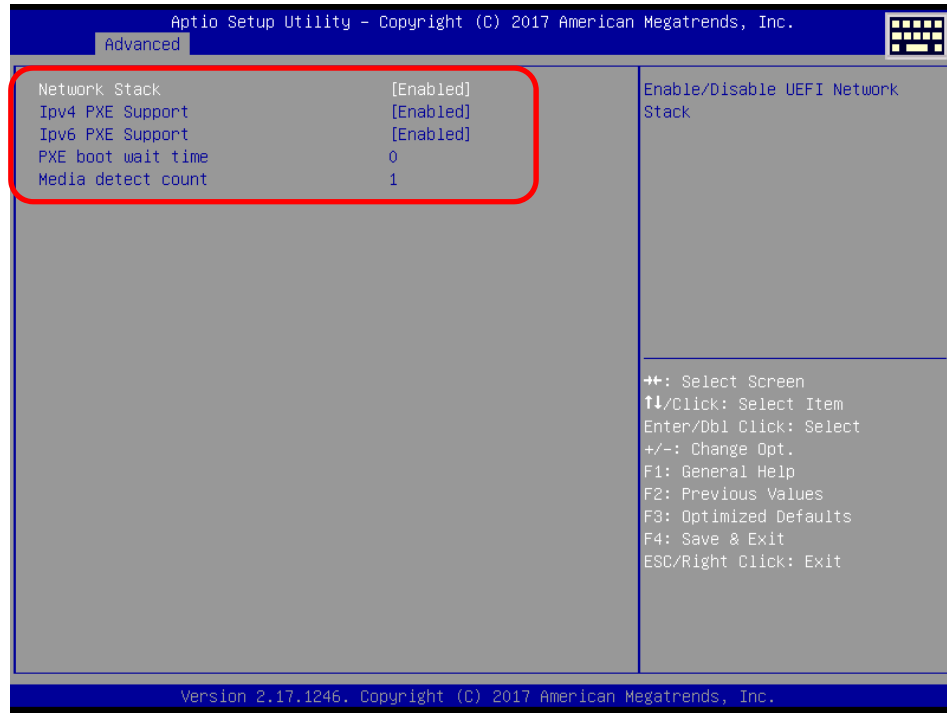 Aptio Setup Utility – Copyright (C) 2017 American Megatrends, Inc.
Advanced
Network Stack [Enabled]
Ipv4 PXE Support [Enabled]
Ipv6 PXE Support [Enabled]
PXE boot wait time 0
Media detect count 1
Enable/Disable UEFI Network
Stack
→←: Select Screen
↑↓/Click: Select Item
Enter/Dbl Click: Select
+/-: Change Opt.
F1: General Help
F2: Previous Values
F3: Optimized Defaults
F4: Save & Exit
ESC/Right Click: Exit
Version 2.17.1246. Copyright (C) 2017 American Megatrends, Inc.